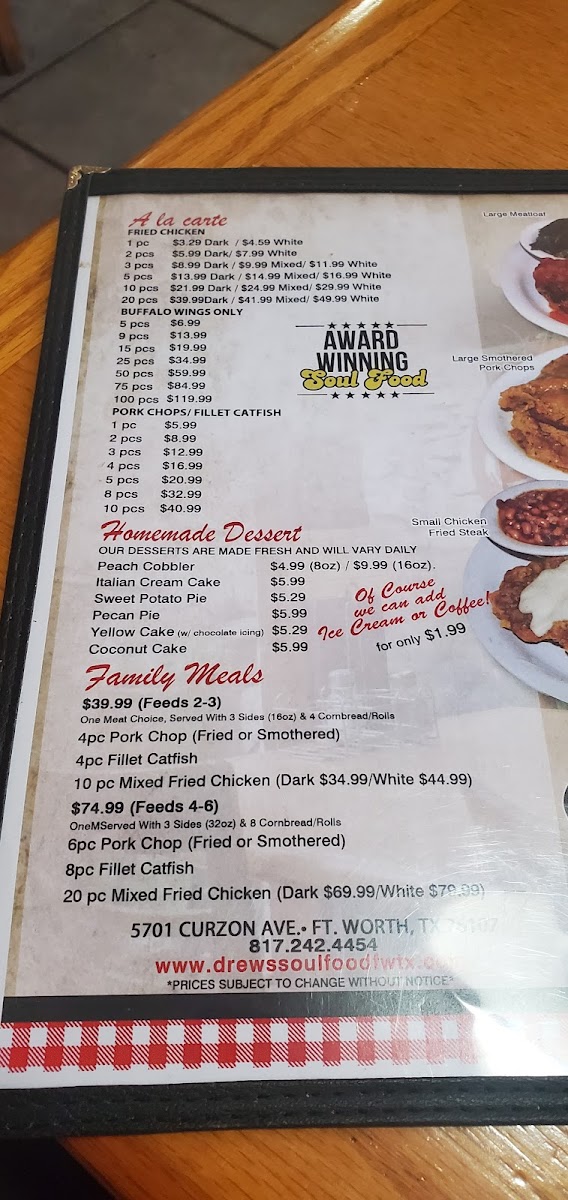 A la carte
FRIED CHICKEN
1 pc $3.29 Dark / $4.59 White
2 pcs $5.99 Dark/ $7.99 White
3 pcs $8.99 Dark / $9.99 Mixed/ $11.99 White
5 pcs $13.99 Dark / $14.99 Mixed/ $16.99 White
10 pcs $21.99 Dark / $24.99 Mixed/ $29.99 White
20 pcs $39.99Dark / $41.99 Mixed/ $49.99 White
BUFFALO WINGS ONLY
5 pcs $6.99
9 pcs $13.99
15 pcs $19.99
25 pcs $34.99
50 pcs $59.99
75 pcs $84.99
100 pcs $119.99
PORK CHOPS/ FILLET CATFISH
1 pc $5.99
2 pcs $8.99
3 pcs $12.99
4 pcs $16.99
5 pcs $20.99
8 pcs $32.99
10 pcs $40.99
AWARD
WINNING
Soul Food
Large Meatloaf
Large Smothered
Pork Chops
Small Chicken
Fried Steak
Homemade Dessert
OUR DESSERTS ARE MADE FRESH AND WILL VARY DAILY
Peach Cobbler $4.99 (8oz) / $9.99 (16oz).
Italian Cream Cake $5.99
Sweet Potato Pie $5.29
Pecan Pie $5.99
Yellow Cake (w/ chocolate icing) $5.29
Coconut Cake $5.99
Of Course
we can add
Ice Cream or Coffee!
for only $1.99
Family Meals
$39.99 (Feeds 2-3)
One Meat Choice, Served With 3 Sides (16oz) & 4 Cornbread/Rolls
4pc Pork Chop (Fried or Smothered)
4pc Fillet Catfish
10 pc Mixed Fried Chicken (Dark $34.99/White $44.99)
$74.99 (Feeds 4-6)
OneMServed With 3 Sides (32oz) & 8 Cornbread/Rolls
6pc Pork Chop (Fried or Smothered)
8pc Fillet Catfish
20 pc Mixed Fried Chicken (Dark $69.99/White $79.99)
5701 CURZON AVE.• FT. WORTH, TX 76107
817.242.4454
www.drewssoulfoodfwtx.com
*PRICES SUBJECT TO CHANGE WITHOUT NOTICE*